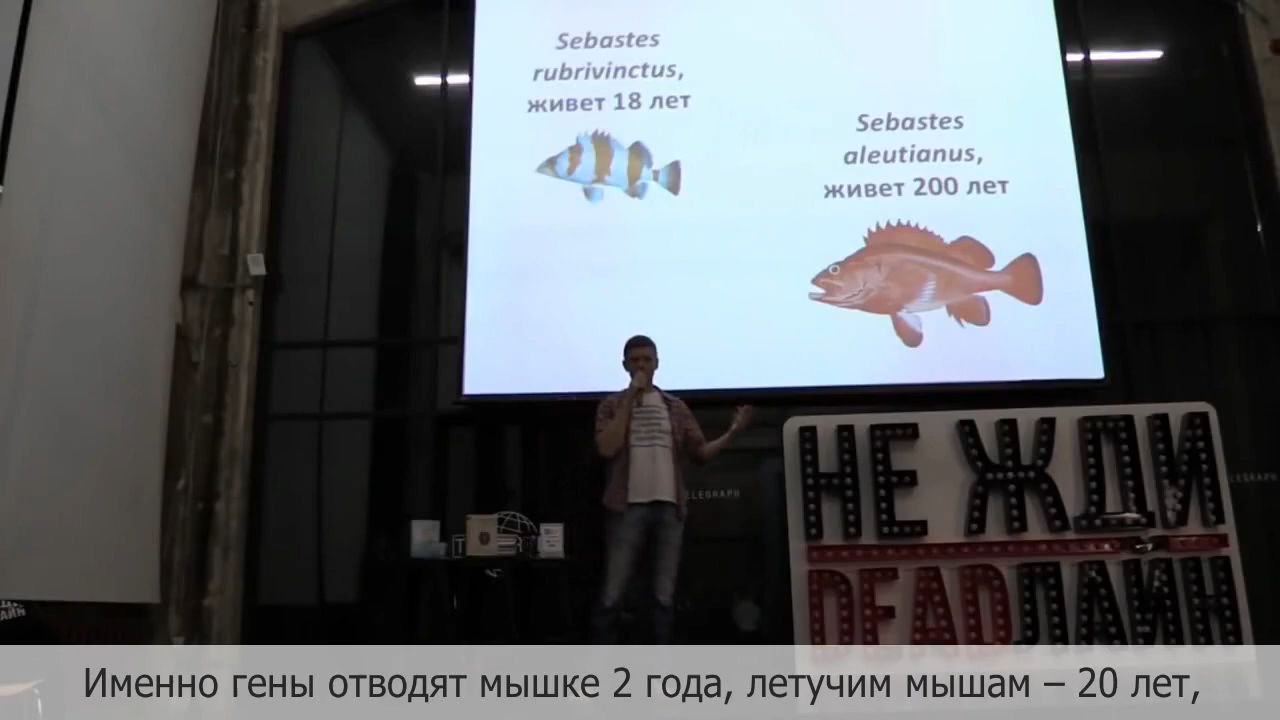 Sebastes
rubrivinctus,
живет 18 лет
Sebastes
aleutianus,
живет 200 лет
НЕ ЖДИ
DEADЛАЙН
Именно гены отводят мышке 2 года, летучим мышам – 20 лет,